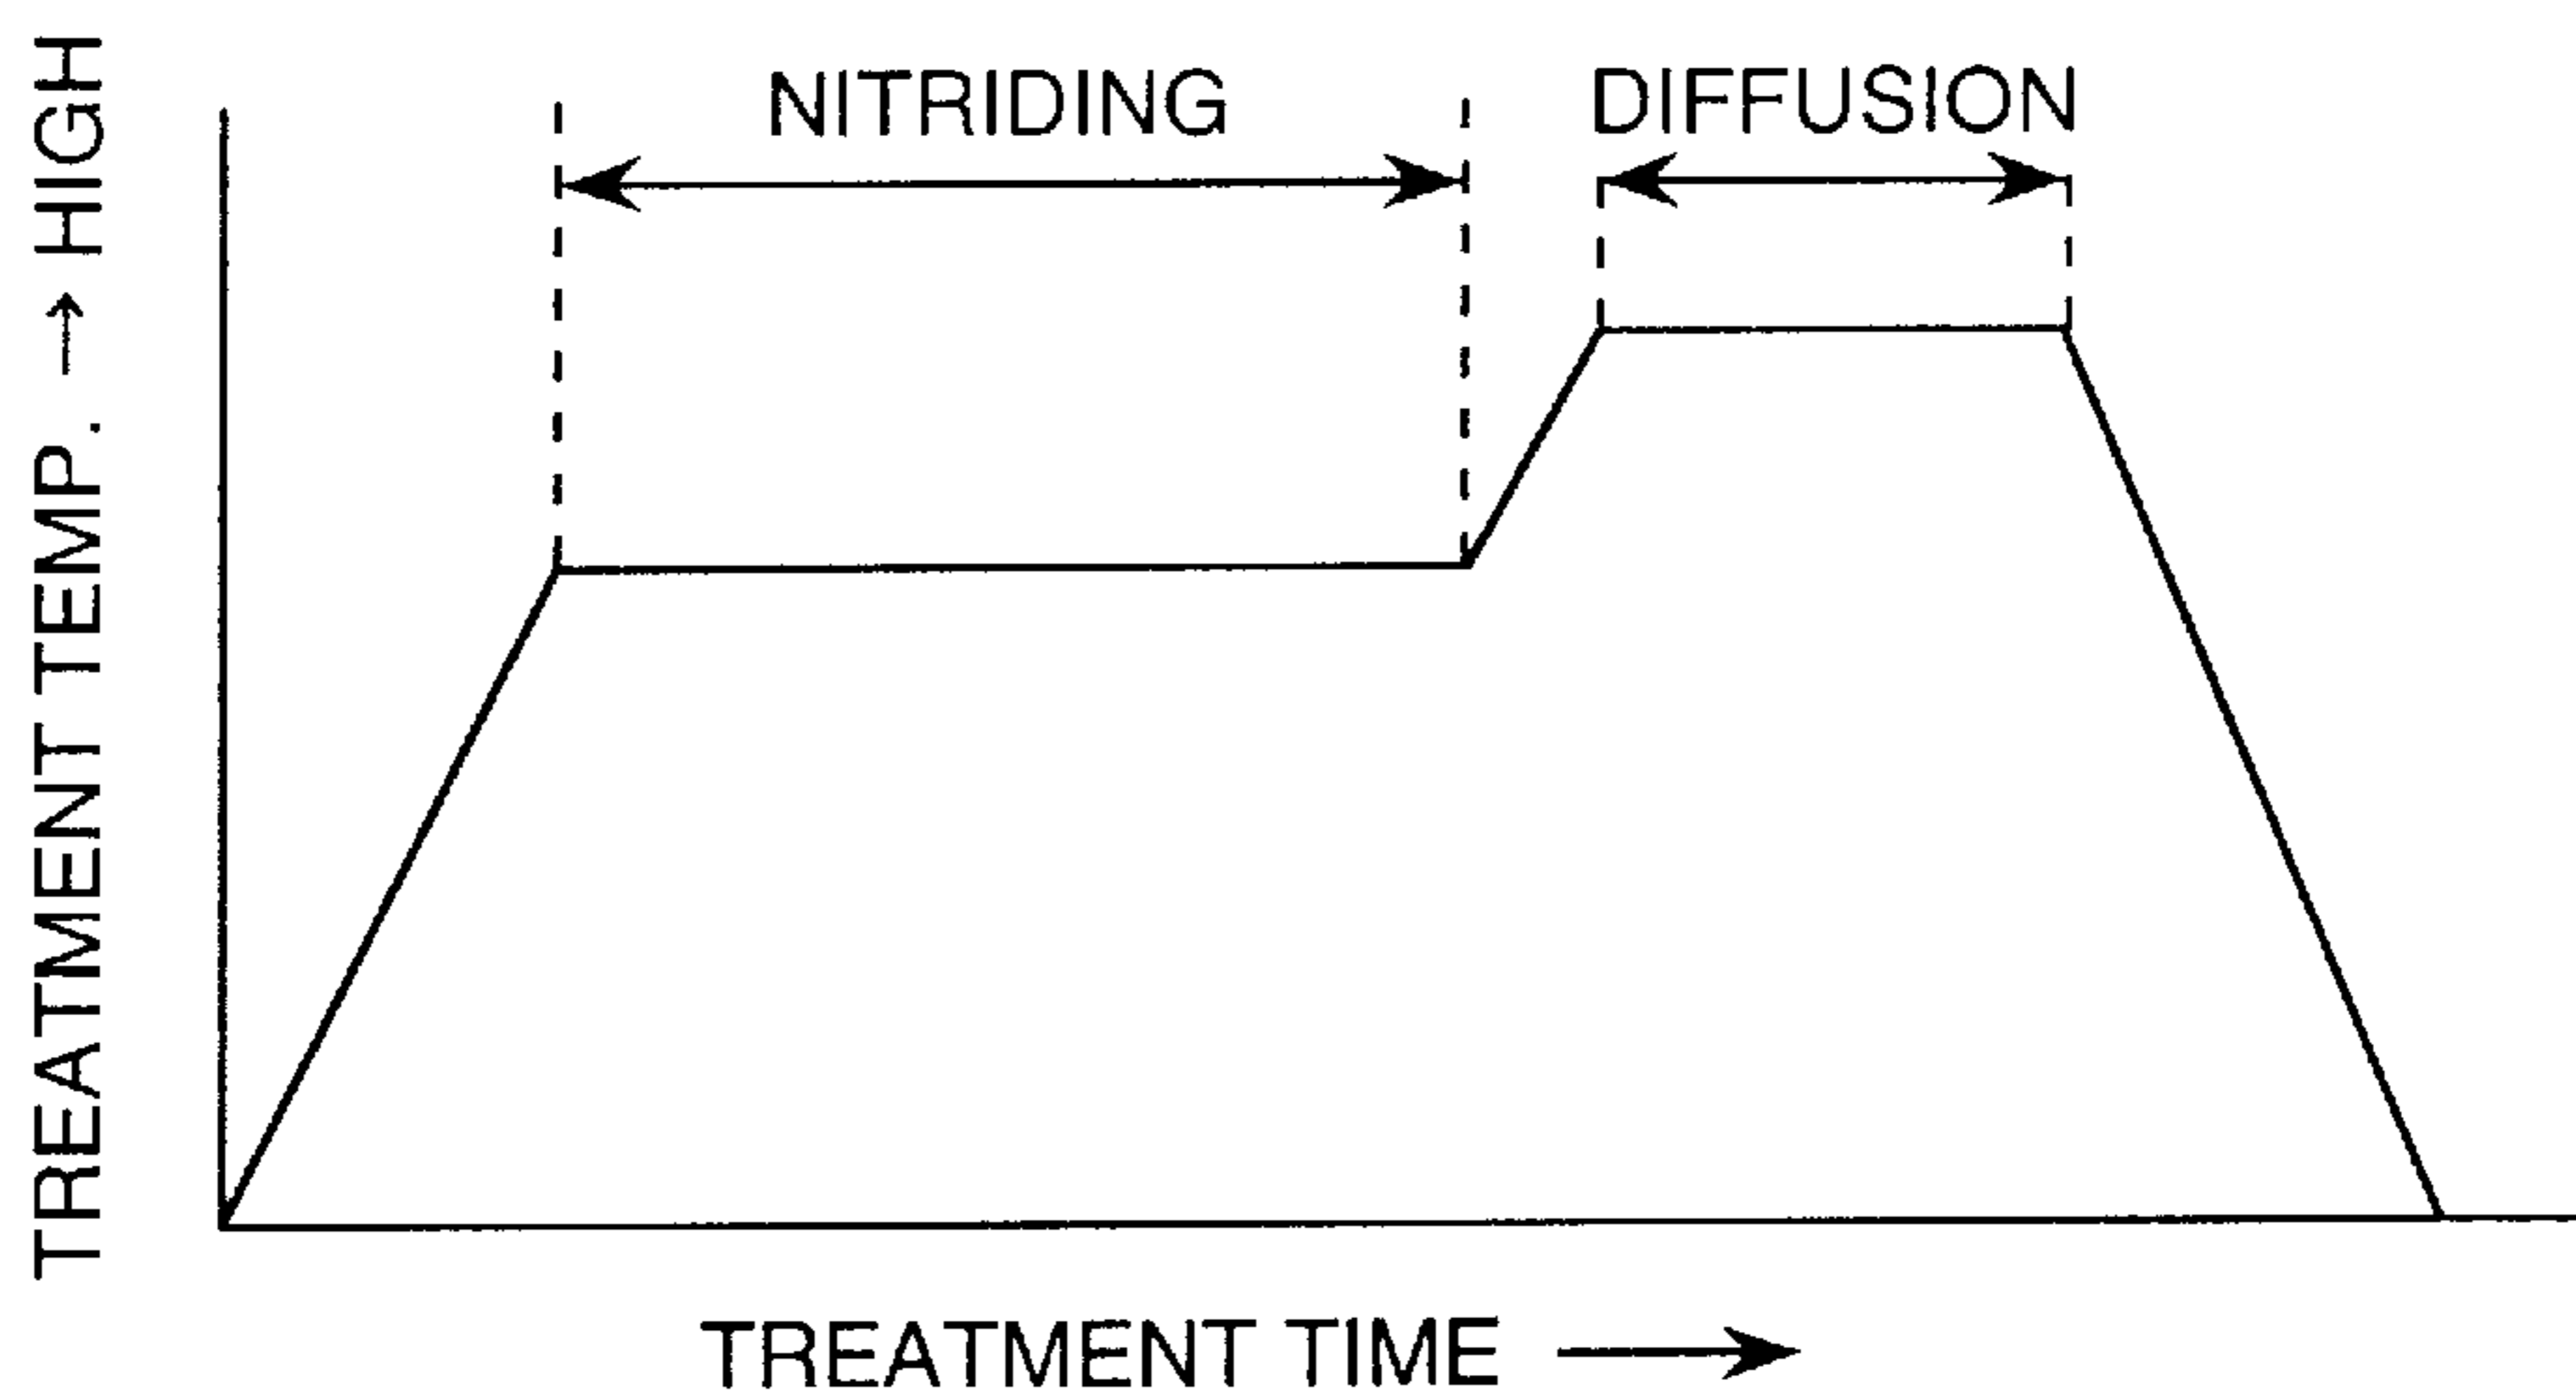 NITRIDING
DIFFUSION
TREATMENT TEMP. → HIGH
TREATMENT TIME →